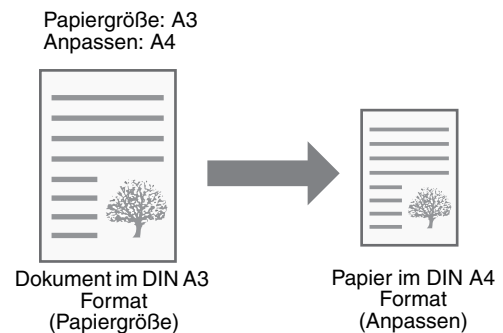 Papiergröße: A3
Anpassen: A4
Dokument im DIN A3
Format
(Papiergröße)
Papier im DIN A4
Format
(Anpassen)